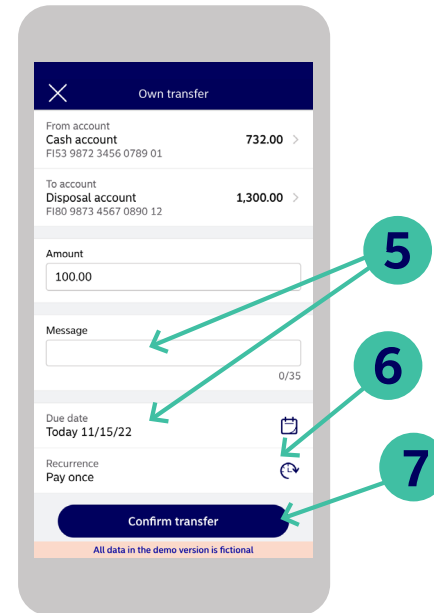 Own transfer
From account
Cash account 732.00
FI53 9872 3456 0789 01
To account
Disposal account 1,300.00
FI80 9873 4567 0890 12
Amount
100.00
5
Message
0/35
6
Due date
Today 11/15/22
Recurrence
Pay once
7
Confirm transfer
All data in the demo version is fictional